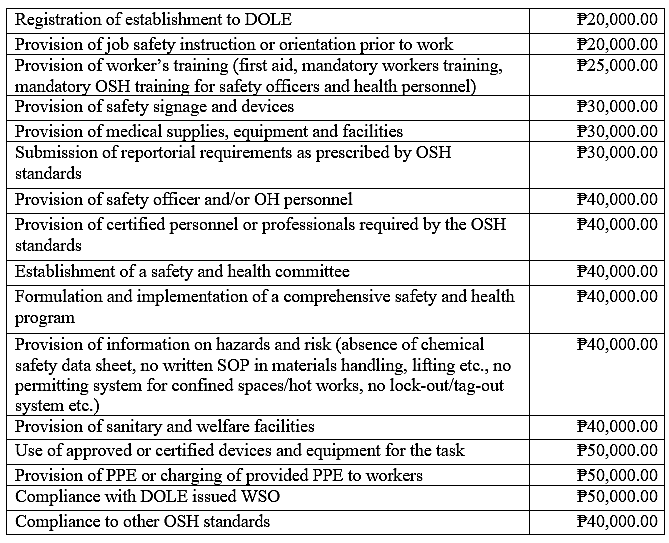 Registration of establishment to DOLE ₱20,000.00
Provision of job safety instruction or orientation prior to work ₱20,000.00
Provision of worker's training (first aid, mandatory workers training, ₱25,000.00
mandatory OSH training for safety officers and health personnel)
Provision of safety signage and devices ₱30,000.00
Provision of medical supplies, equipment and facilities ₱30,000.00
Submission of reportorial requirements as prescribed by OSH ₱30,000.00
standards
Provision of safety officer and/or OH personnel ₱40,000.00
Provision of certified personnel or professionals required by the OSH ₱40,000.00
standards
Establishment of a safety and health committee ₱40,000.00
Formulation and implementation of a comprehensive safety and health ₱40,000.00
program
Provision of information on hazards and risk (absence of chemical ₱40,000.00
safety data sheet, no written SOP in materials handling, lifting etc., no
permitting system for confined spaces/hot works, no lock-out/tag-out
system etc.)
Provision of sanitary and welfare facilities ₱40,000.00
Use of approved or certified devices and equipment for the task ₱50,000.00
Provision of PPE or charging of provided PPE to workers ₱50,000.00
Compliance with DOLE issued WSO ₱50,000.00
Compliance to other OSH standards ₱40,000.00